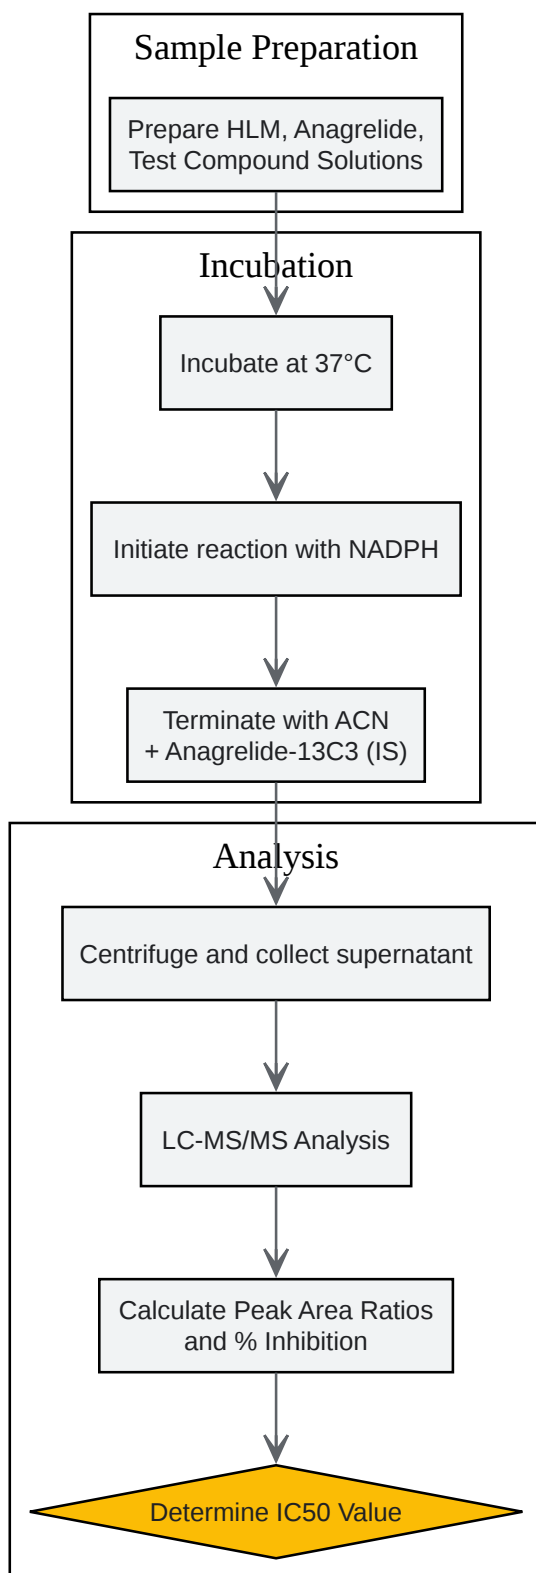 Sample Preparation
Prepare HLM, Anagrelide,
Test Compound Solutions
Incubation
Incubate at 37°C
Initiate reaction with NADPH
Terminate with ACN
+ Anagrelide-13C3 (IS)
Analysis
Centrifuge and collect supernatant
LC-MS/MS Analysis
Calculate Peak Area Ratios
and % Inhibition
Determine IC50 Value